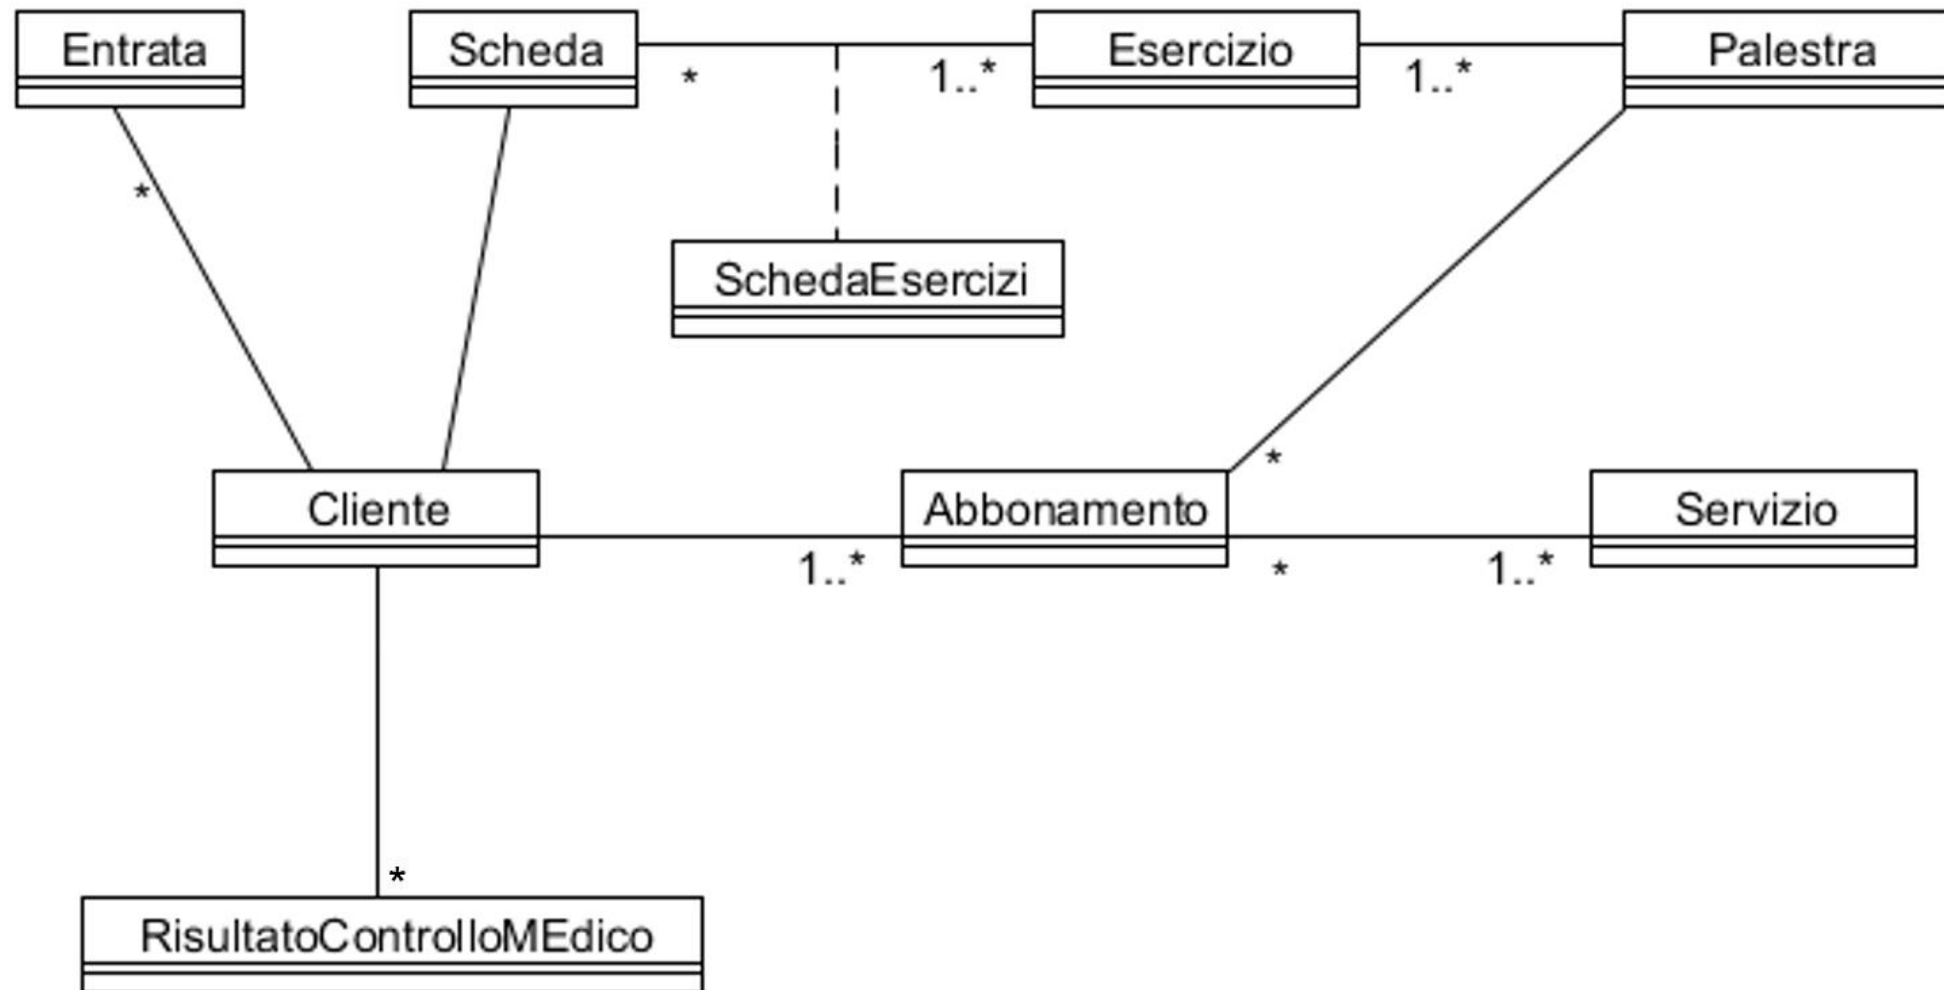 Entrata
Scheda
Esercizio
Palestra
*
1..*
1..*
*
SchedaEsercizi
*
Cliente
Abbonamento
Servizio
1..*
*
1..*
*
RisultatoControlloMEdico